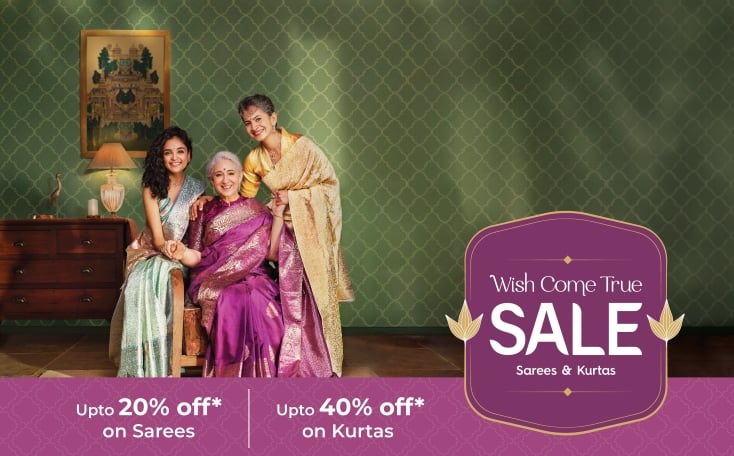 Wish Come True
SALE
Sarees & Kurtas
Upto 20% off*
on Sarees
Upto 40% off*
on Kurtas